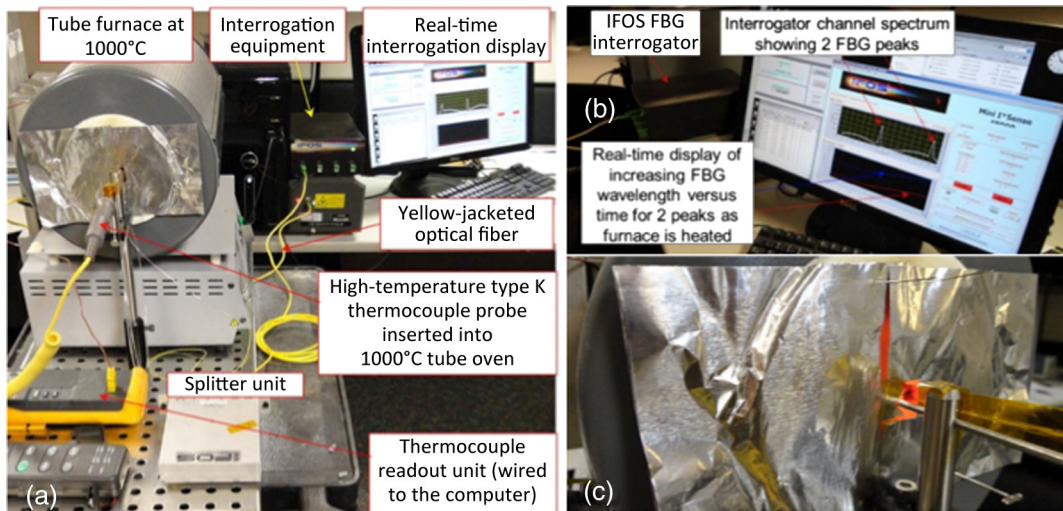 Tube furnace at
1000°C
Interrogation
equipment
Real-time
interrogation display
IFOS
Yellow-jacketed
optical fiber
High-temperature type K
thermocouple probe
inserted into
1000°C tube oven
Splitter unit
Thermocouple
readout unit (wired
to the computer)
(a)
IFOS FBG
interrogator
Interrogator channel spectrum
showing 2 FBG peaks
(b)
IFOS
Mini I*Sense
Real-time display of
increasing FBG
wavelength versus
time for 2 peaks as
furnace is heated
(c)